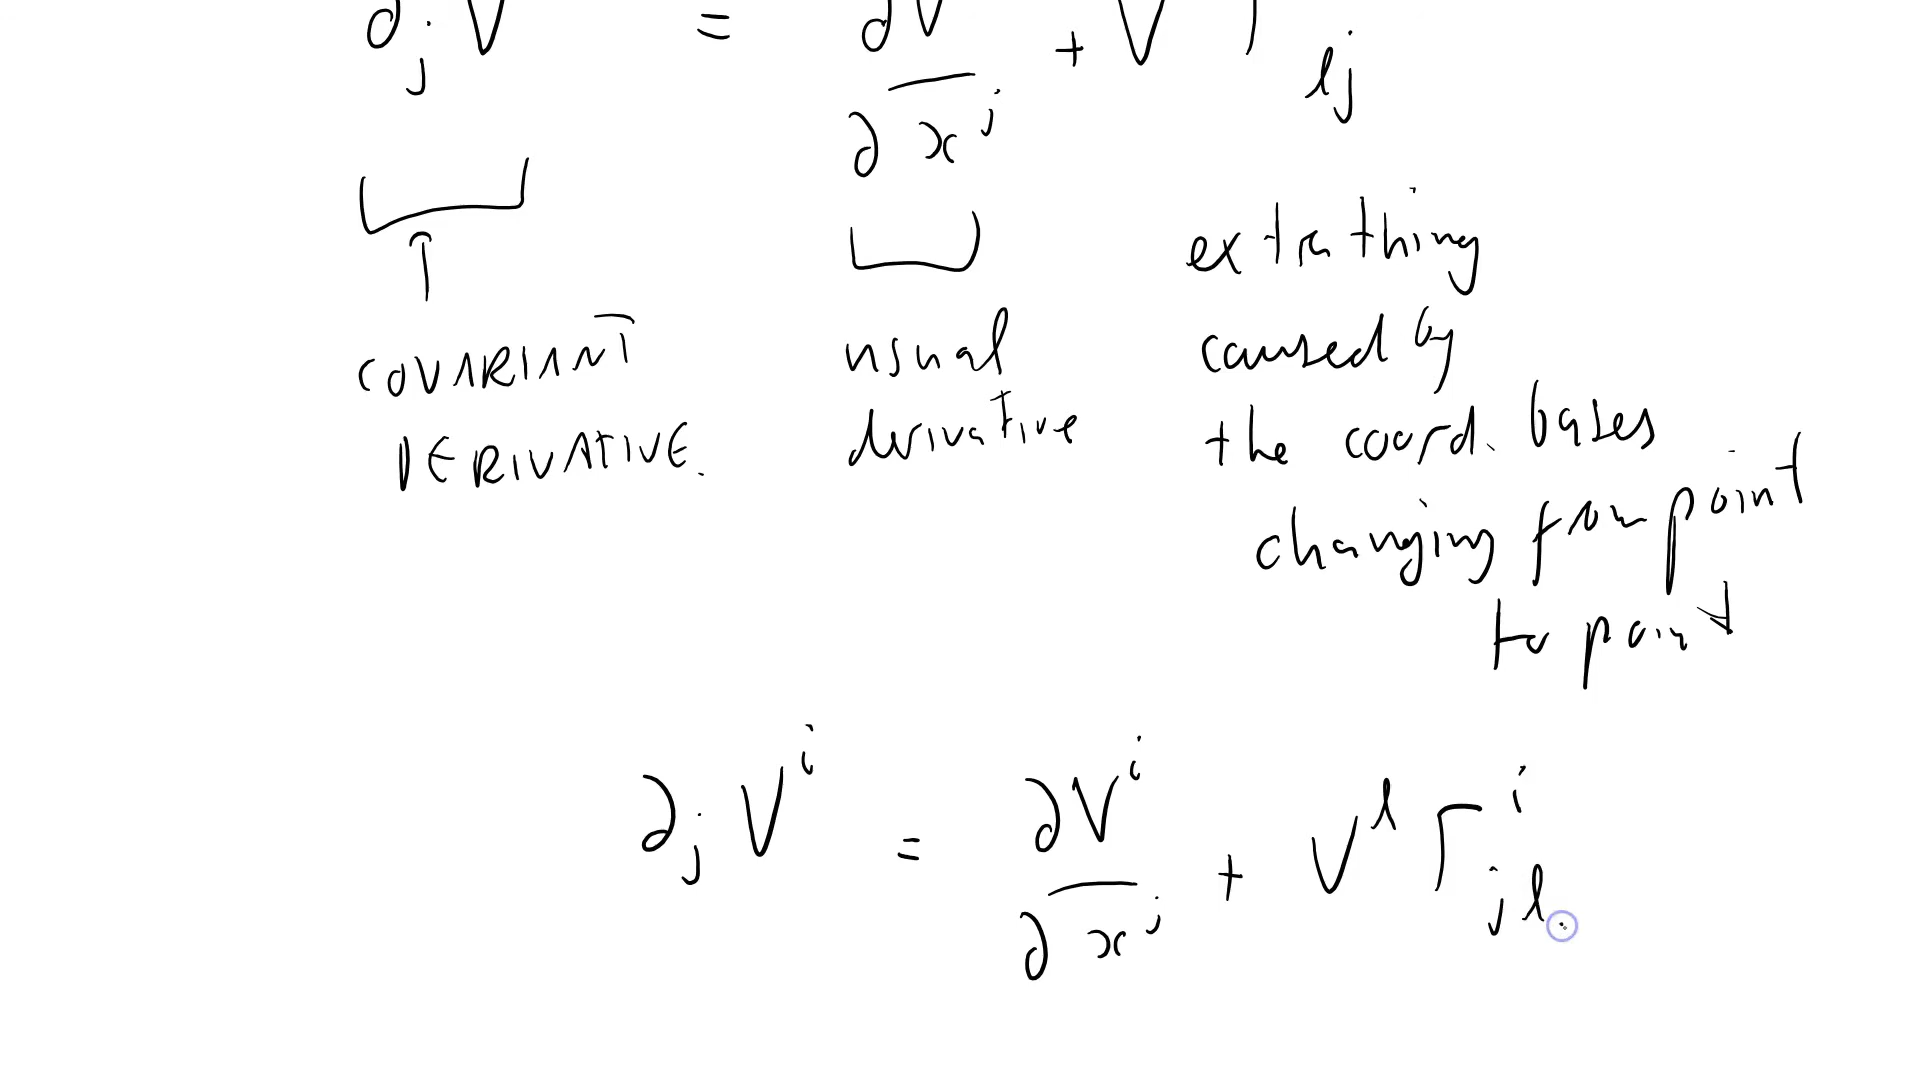 ∂_j V = ∂V / ∂x^j + V Γ_lj
COVARIANT
DERIVATIVE.
usual
derivative
extra thing
caused by
the coord. bases
changing from point
to point
∂_j V^i = ∂V^i / ∂x^j + V^l Γ^i_jl